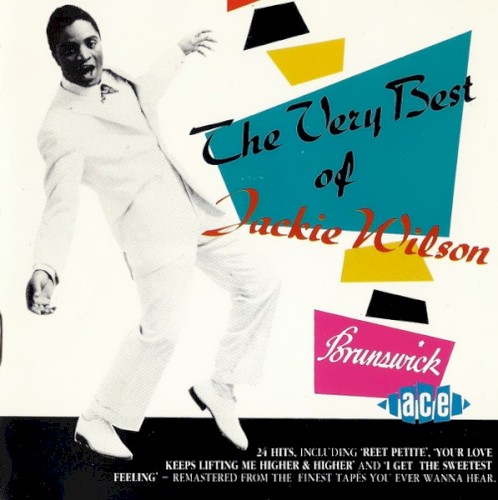 The Very Best
of
Jackie Wilson
Brunswick
ace
24 HITS, INCLUDING 'REET PETITE', 'YOUR LOVE
KEEPS LIFTING ME HIGHER & HIGHER' AND 'I GET THE SWEETEST
FEELING' – REMASTERED FROM THE FINEST TAPES YOU EVER WANNA HEAR.